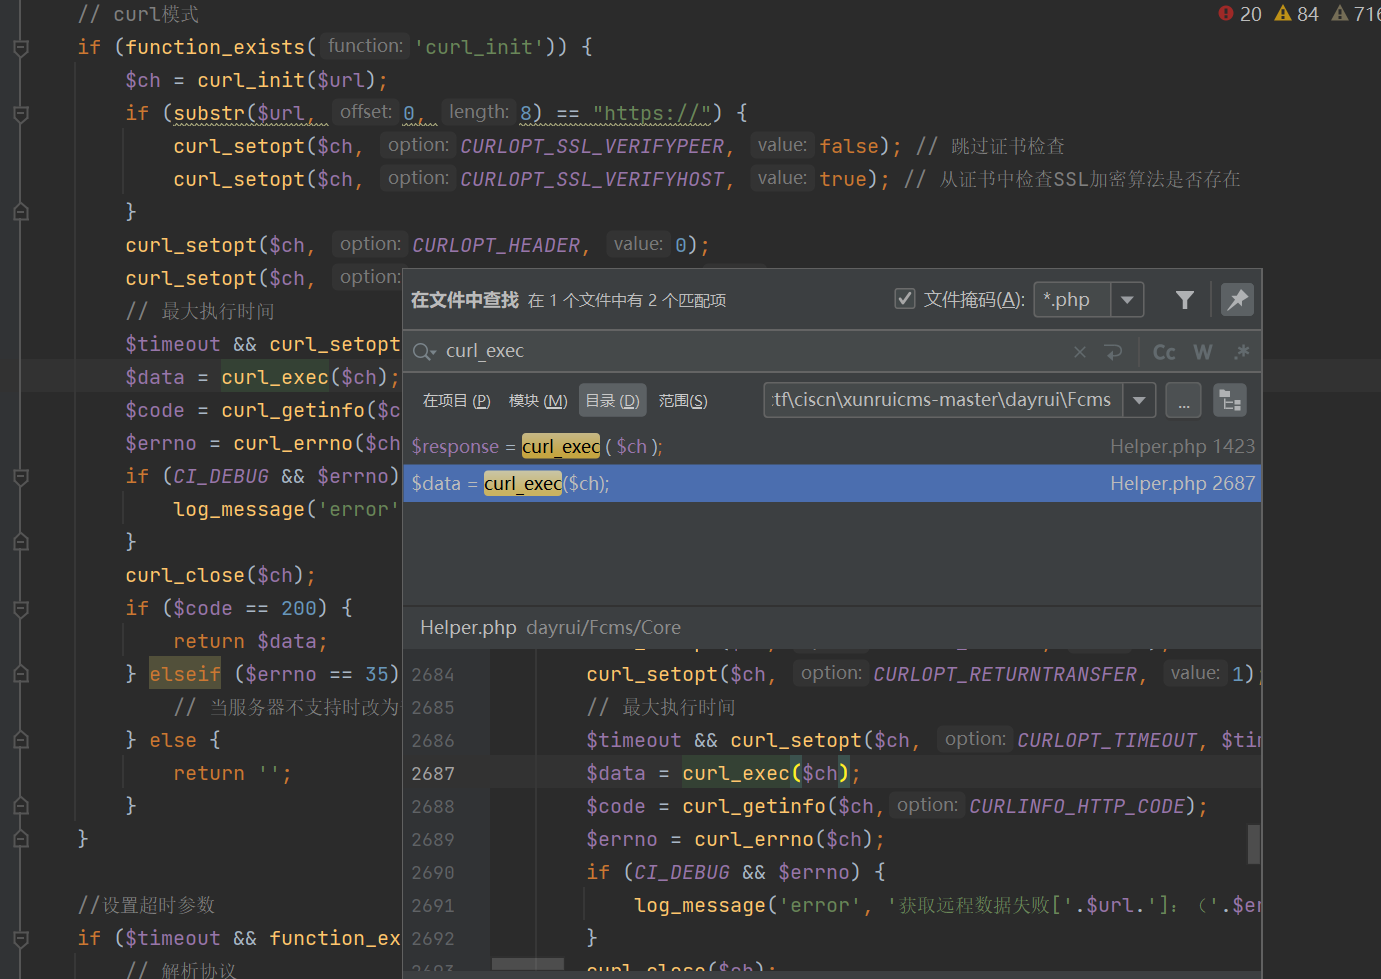 // curl模式
20 84 716
if (function_exists( function: 'curl_init')) {
$ch = curl_init($url);
if (substr($url, offset: 0, length: 8) == "https://") {
curl_setopt($ch, option: CURLOPT_SSL_VERIFYPEER, value: false); // 跳过证书检查
curl_setopt($ch, option: CURLOPT_SSL_VERIFYHOST, value: true); // 从证书中检查SSL加密算法是否存在
}
curl_setopt($ch, option: CURLOPT_HEADER, value: 0);
curl_setopt($ch, option:
// 最大执行时间
$timeout && curl_setopt
$data = curl_exec($ch);
$code = curl_getinfo($c
$errno = curl_errno($ch
if (CI_DEBUG && $errno)
log_message('error'
}
curl_close($ch);
if ($code == 200) {
return $data;
} elseif ($errno == 35)
// 当服务器不支持时改为
} else {
return '';
}
}
//设置超时参数
if ($timeout && function_ex
// 解析协议
在文件中查找 在 1 个文件中有 2 个匹配项 文件掩码(A): *.php
curl_exec Cc W .*
在项目 (P) 模块 (M) 目录 (D) 范围(S) :tf\ciscn\xunruicms-master\dayrui\Fcms ...
$response = curl_exec ( $ch ); Helper.php 1423
$data = curl_exec($ch); Helper.php 2687
Helper.php dayrui/Fcms/Core
2684 curl_setopt($ch, option: CURLOPT_RETURNTRANSFER, value: 1);
2685 // 最大执行时间
2686 $timeout && curl_setopt($ch, option: CURLOPT_TIMEOUT, $tim
2687 $data = curl_exec($ch);
2688 $code = curl_getinfo($ch, option: CURLINFO_HTTP_CODE);
2689 $errno = curl_errno($ch);
2690 if (CI_DEBUG && $errno) {
2691 log_message('error', '获取远程数据失败['.$url.']：（'.$er
2692 }
2693 curl_close($ch);